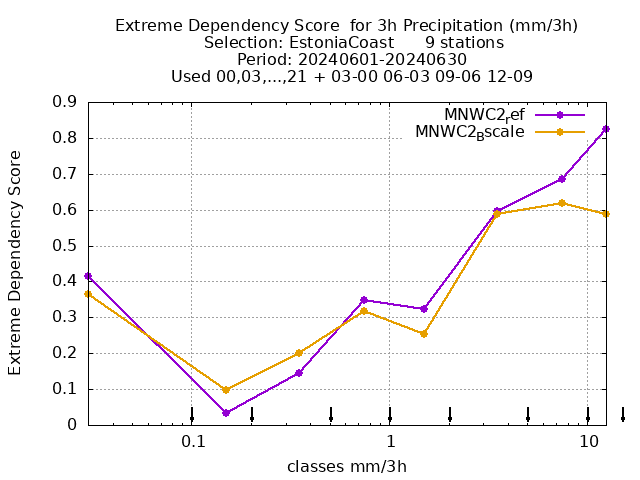 Extreme Dependency Score  for 3h Precipitation (mm/3h)
Selection: EstoniaCoast      9 stations
Period: 20240601-20240630
Used 00,03,...,21 + 03-00 06-03 09-06 12-09
MNWC2ref
MNWC2Bscale
Extreme Dependency Score
0.9
0.8
0.7
0.6
0.5
0.4
0.3
0.2
0.1
0
0.1
1
10
classes mm/3h